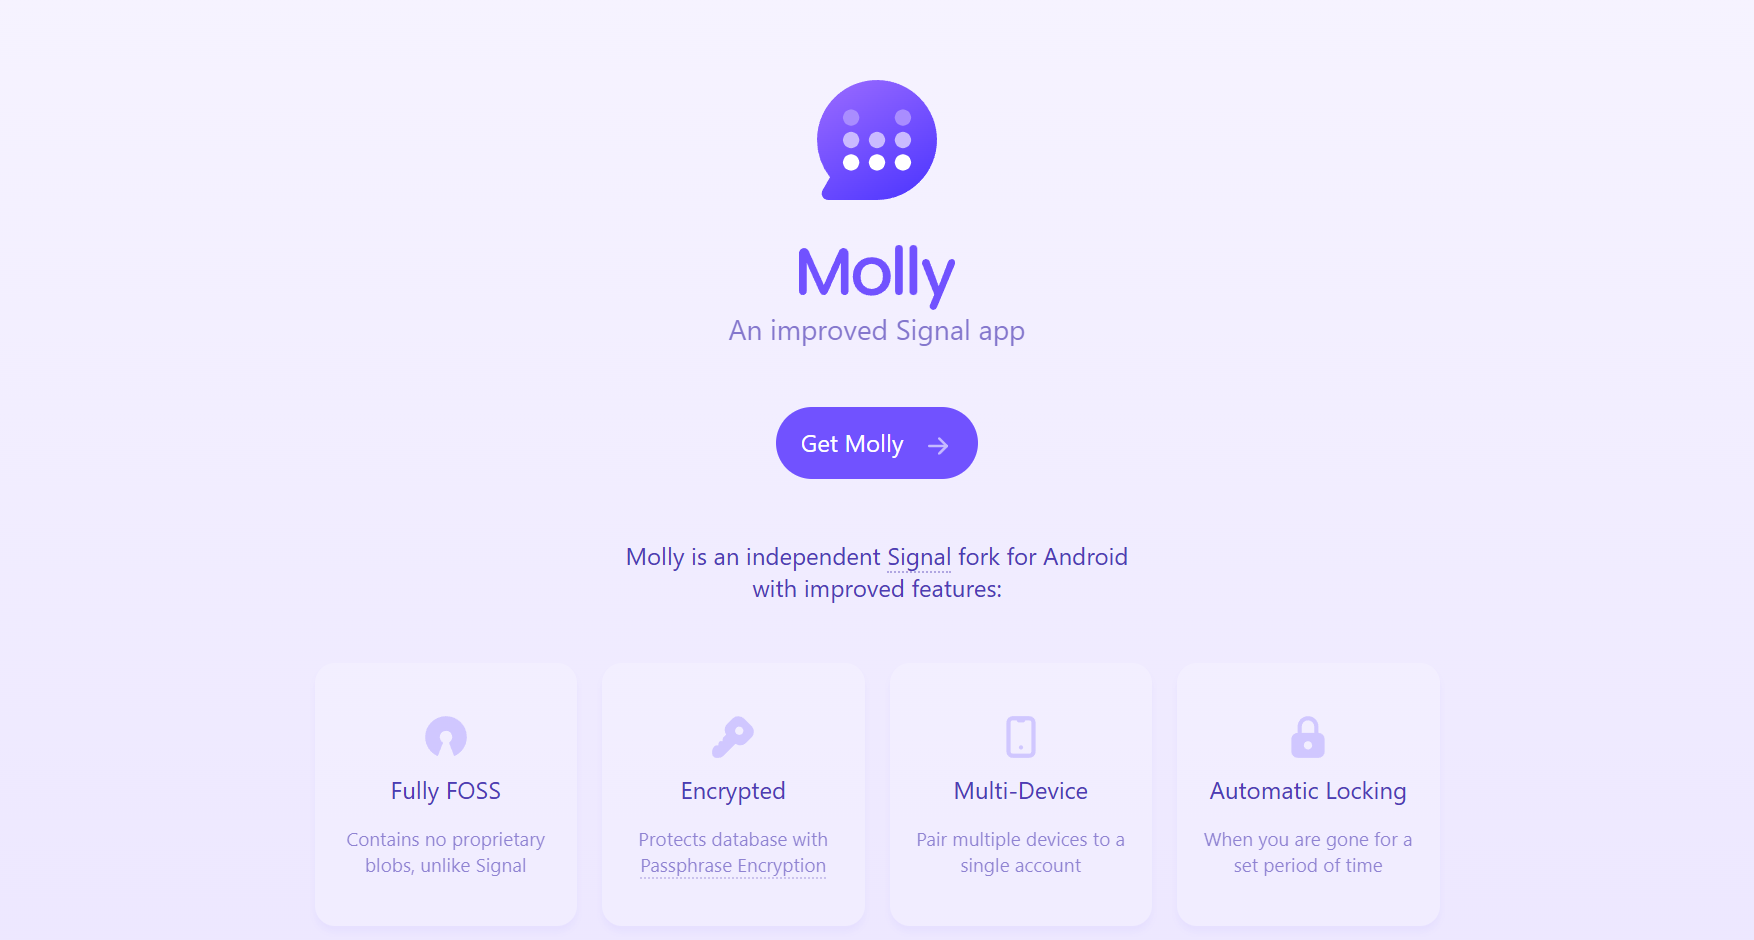 Molly
An improved Signal app
Get Molly
Molly is an independent Signal fork for Android
with improved features:
Fully FOSS
Contains no proprietary
blobs, unlike Signal
Encrypted
Protects database with
Passphrase Encryption
Multi-Device
Pair multiple devices to a
single account
Automatic Locking
When you are gone for a
set period of time